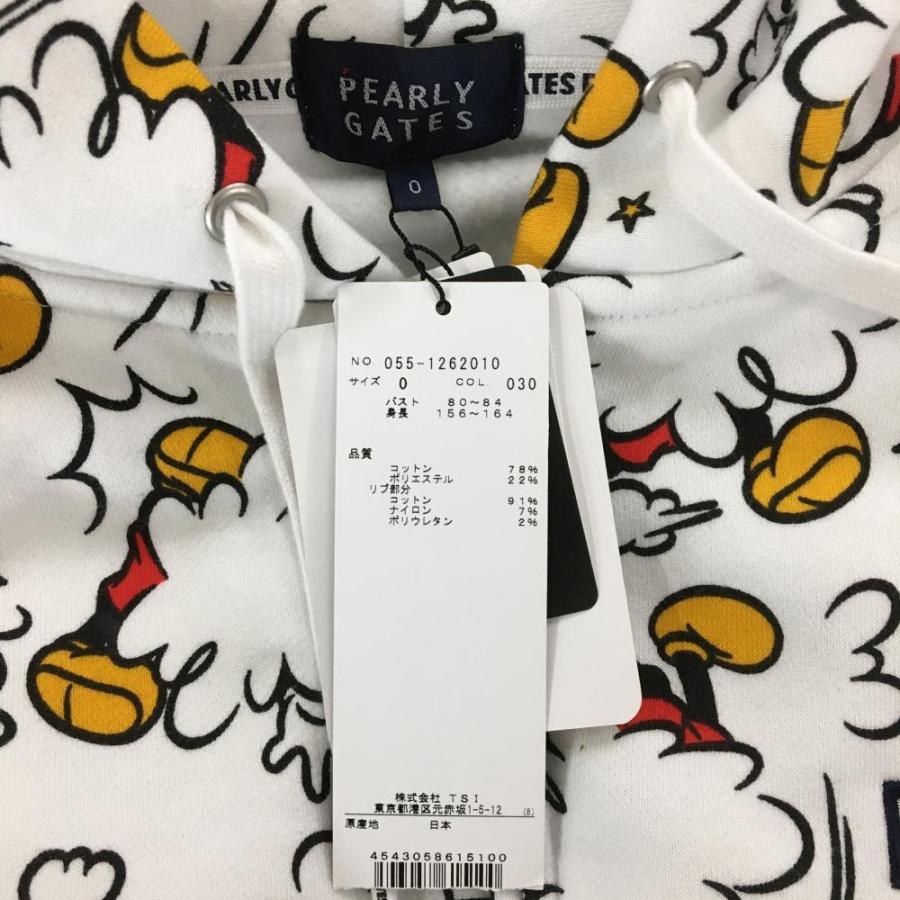 ARLY
ATES
PEARLY
GATES
0
NO. 055-1262010
サイズ 0 COL. 030
バスト 80～84
身長 156～164
品質
コットン 78%
ポリエステル 22%
リブ部分
コットン 91%
ナイロン 7%
ポリウレタン 2%
株式会社 TSI
東京都港区元赤坂1-5-12 (8)
原産地 日本
4543058615100